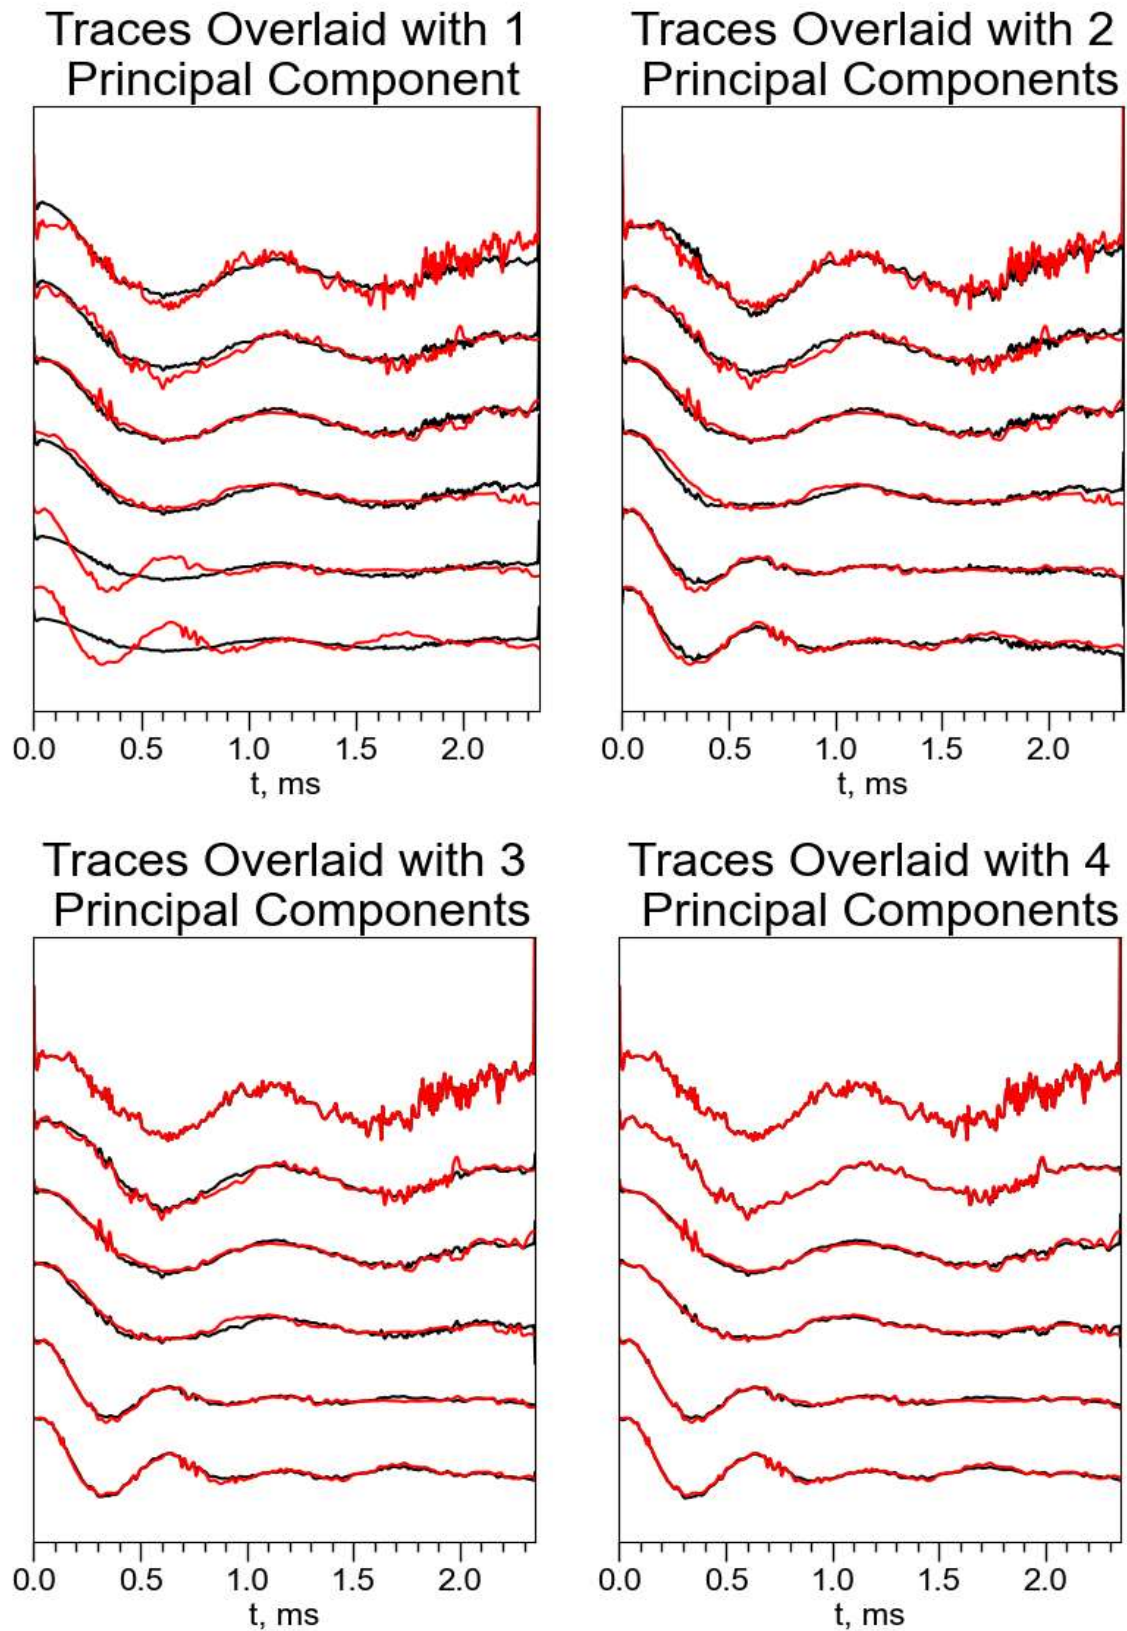 Traces Overlaid with 1
Principal Component
Traces Overlaid with 2
Principal Components
0.0 0.5 1.0 1.5 2.0
t, ms
0.0 0.5 1.0 1.5 2.0
t, ms
Traces Overlaid with 3
Principal Components
Traces Overlaid with 4
Principal Components
0.0 0.5 1.0 1.5 2.0
t, ms
0.0 0.5 1.0 1.5 2.0
t, ms